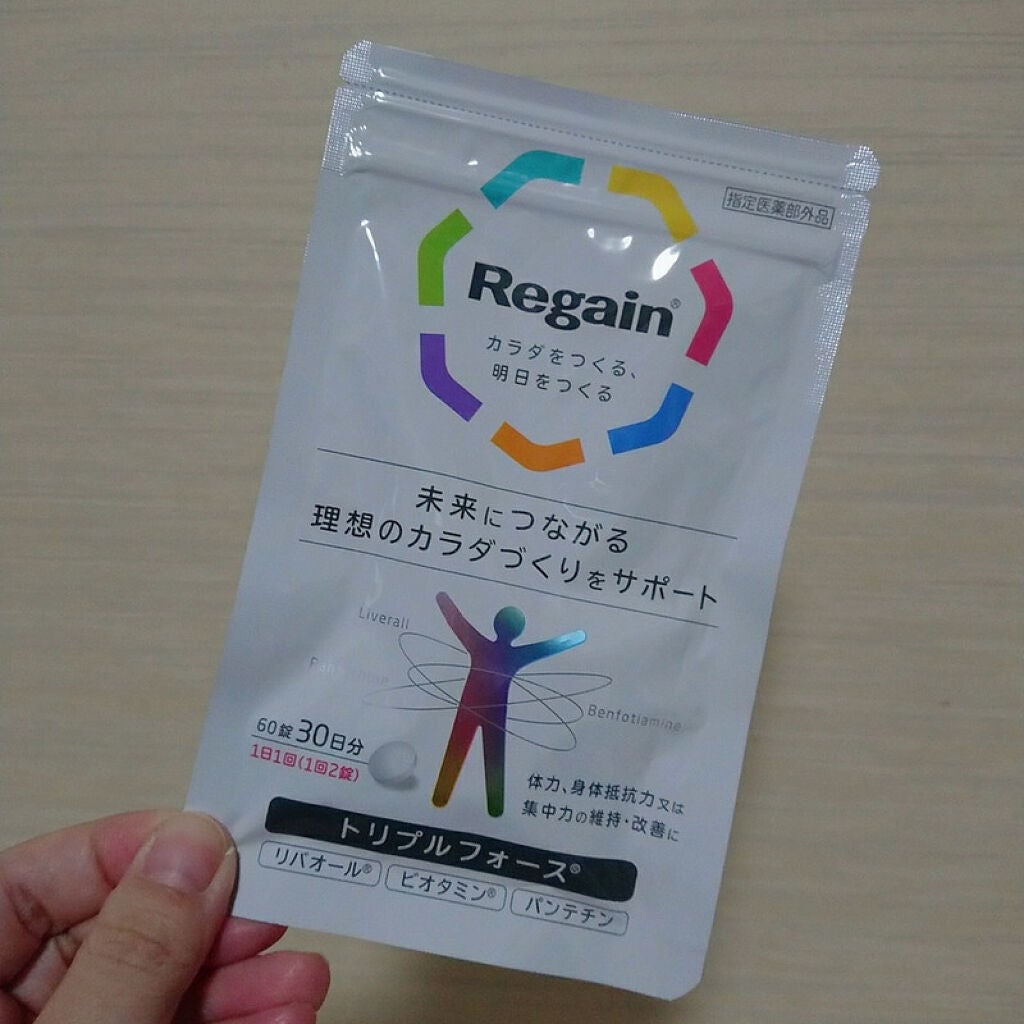 指定医薬部外品
Regain®
カラダをつくる、
明日をつくる
未来につながる
理想のカラダづくりをサポート
Liverall
Benfotiamine
60錠30日分
1日1回(1回2錠)
体力、身体抵抗力又は
集中力の維持・改善に
トリプルフォース®
リバオール® ビオタミン® パンテチン